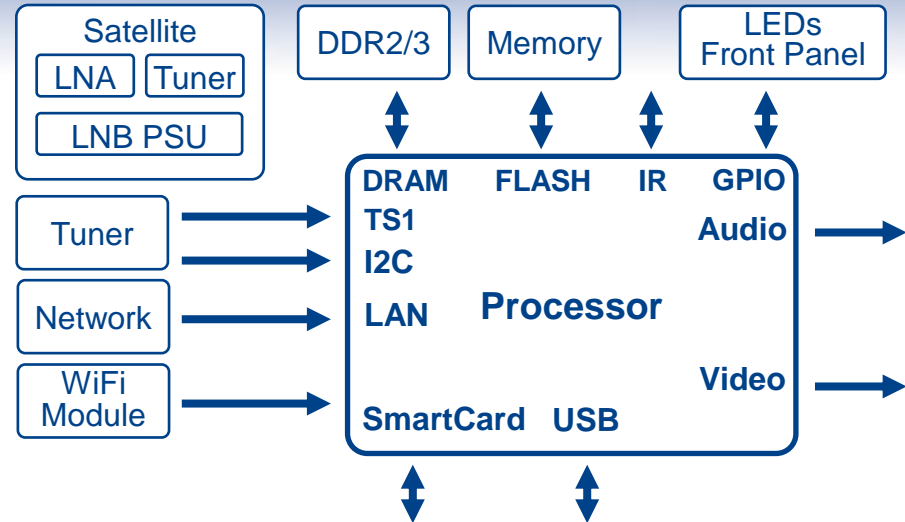 Satellite
LNA
Tuner
LNB PSU
DDR2/3
Memory
LEDs
Front Panel
DRAM
FLASH
IR
GPIO
Tuner
TS1
I2C
Audio
Network
LAN
Processor
WiFi
Module
Video
SmartCard
USB